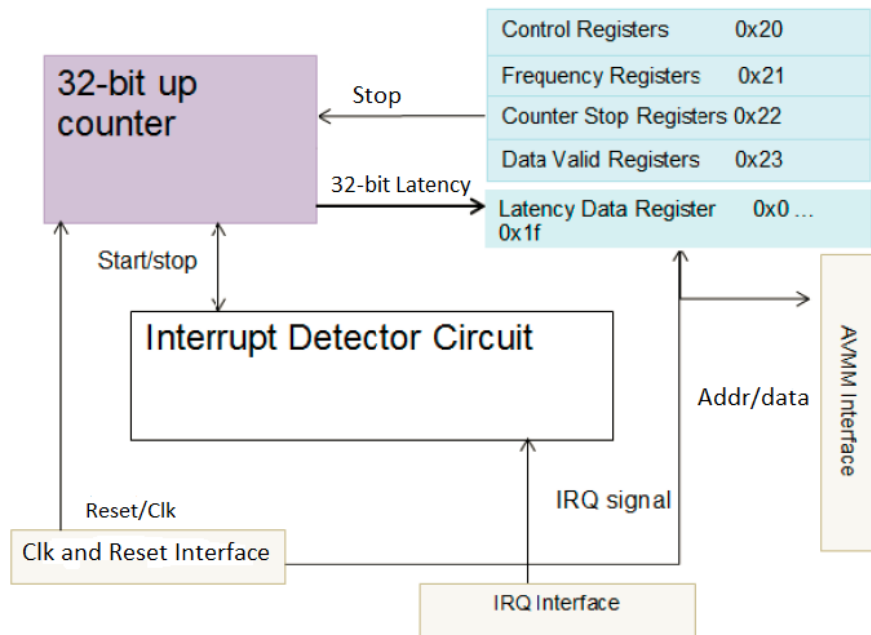 Control Registers 0x20
32-bit up
counter
Frequency Registers 0x21
Stop
Counter Stop Registers 0x22
Data Valid Registers 0x23
32-bit Latency
Latency Data Register 0x0 ...
0x1f
Start/stop
Interrupt Detector Circuit
AVMM Interface
Addr/data
IRQ signal
Reset/Clk
Clk and Reset Interface
IRQ Interface